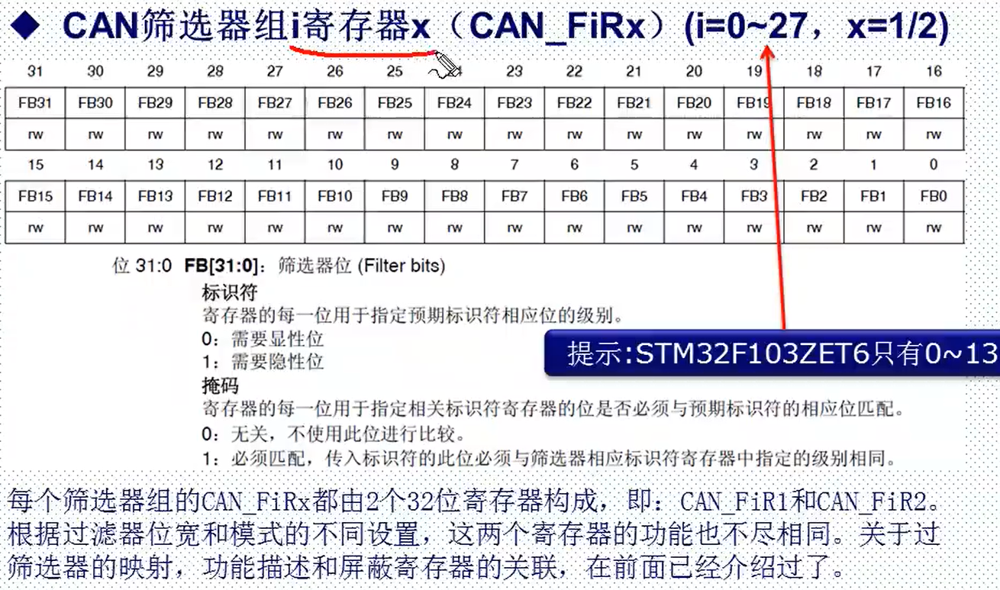 ◆ CAN筛选器组i寄存器x（CAN_FiRx）(i=0~27，x=1/2)
31 30 29 28 27 26 25 24 23 22 21 20 19 18 17 16
FB31 FB30 FB29 FB28 FB27 FB26 FB25 FB24 FB23 FB22 FB21 FB20 FB19 FB18 FB17 FB16
rw rw rw rw rw rw rw rw rw rw rw rw rw rw rw rw
15 14 13 12 11 10 9 8 7 6 5 4 3 2 1 0
FB15 FB14 FB13 FB12 FB11 FB10 FB9 FB8 FB7 FB6 FB5 FB4 FB3 FB2 FB1 FB0
rw rw rw rw rw rw rw rw rw rw rw rw rw rw rw rw
位 31:0 FB[31:0]：筛选器位 (Filter bits)
标识符
寄存器的每一位用于指定预期标识符相应位的级别。
0：需要显性位
1：需要隐性位
提示:STM32F103ZET6只有0~13
掩码
寄存器的每一位用于指定相关标识符寄存器的位是否必须与预期标识符的相应位匹配。
0：无关，不使用此位进行比较。
1：必须匹配，传入标识符的此位必须与筛选器相应标识符寄存器中指定的级别相同。
每个筛选器组的CAN_FiRx都由2个32位寄存器构成，即：CAN_FiR1和CAN_FiR2。
根据过滤器位宽和模式的不同设置，这两个寄存器的功能也不尽相同。关于过
筛选器的映射，功能描述和屏蔽寄存器的关联，在前面已经介绍过了。